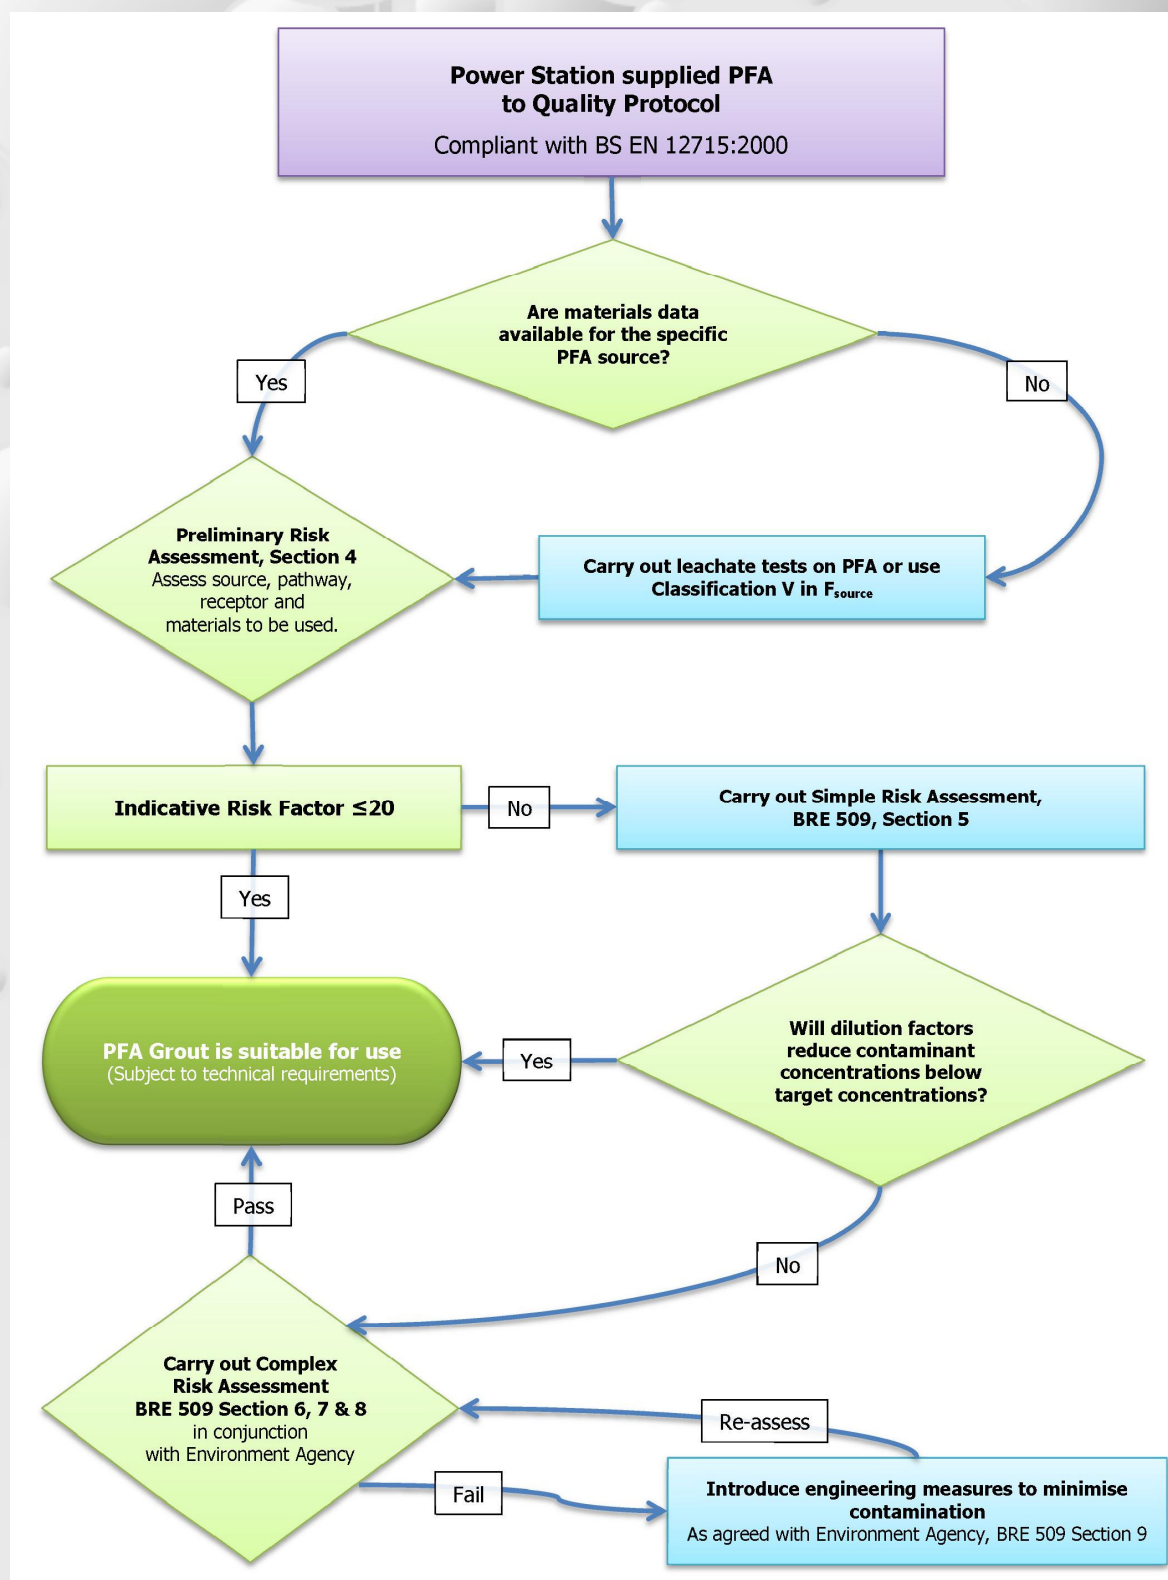 Power Station supplied PFA
to Quality Protocol
Compliant with BS EN 12715:2000
Are materials data
available for the specific
PFA source?
Yes
No
Preliminary Risk
Assessment, Section 4
Assess source, pathway,
receptor and
materials to be used.
Carry out leachate tests on PFA or use
Classification V in Fsource
Indicative Risk Factor ≤20
No
Carry out Simple Risk Assessment,
BRE 509, Section 5
Yes
PFA Grout is suitable for use
(Subject to technical requirements)
Yes
Will dilution factors
reduce contaminant
concentrations below
target concentrations?
Pass
No
Carry out Complex
Risk Assessment
BRE 509 Section 6, 7 & 8
in conjunction
with Environment Agency
Re-assess
Fail
Introduce engineering measures to minimise
contamination
As agreed with Environment Agency, BRE 509 Section 9